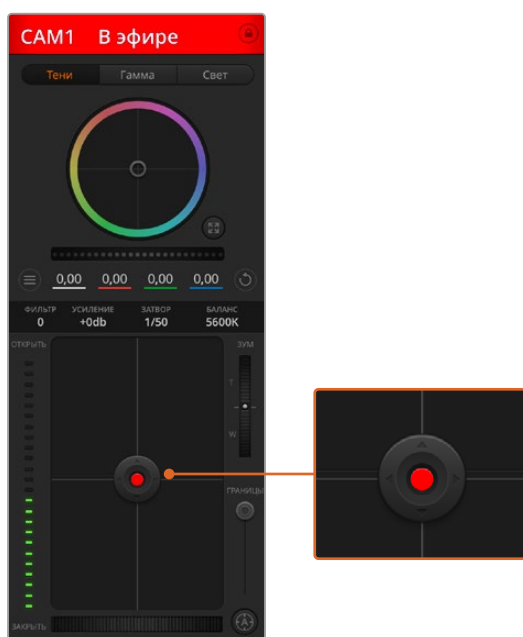 CAM1 В эфире
Тени Гамма Свет
0,00 0,00 0,00 0,00
ФИЛЬТР УСИЛЕНИЕ ЗАТВОР БАЛАНС
0 +0db 1/50 5600K
ОТКРЫТЬ ЗУМ
T
W
ГРАНИЦЫ
ЗАКРЫТЬ A